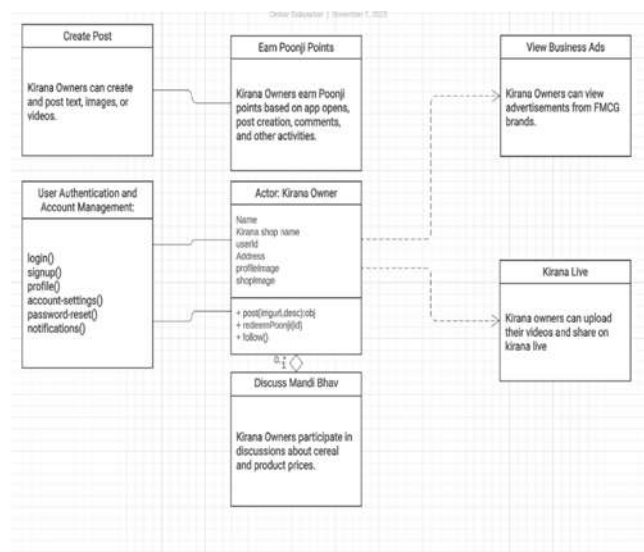 November 7, 2023
Create Post
Kirana Owners can create
and post text, images, or
videos.
Earn Poonji Points
Kirana Owners earn Poonji
points based on app opens,
post creation, comments,
and other activities.
View Business Ads
Kirana Owners can view
advertisements from FMCG
brands.
User Authentication and
Account Management:
login()
signup()
profile()
account-settings()
password-reset()
notifications()
Actor: Kirana Owner
Name
Kirana shop name
userId
Address
profileImage
shopImage
+ post(imgurl,desc):obj
+ redeemPoonji(id)
+ follow()
0..*
1
Kirana Live
Kirana owners can upload
their videos and share on
kirana live
Discuss Mandi Bhav
Kirana Owners participate in
discussions about cereal
and product prices.